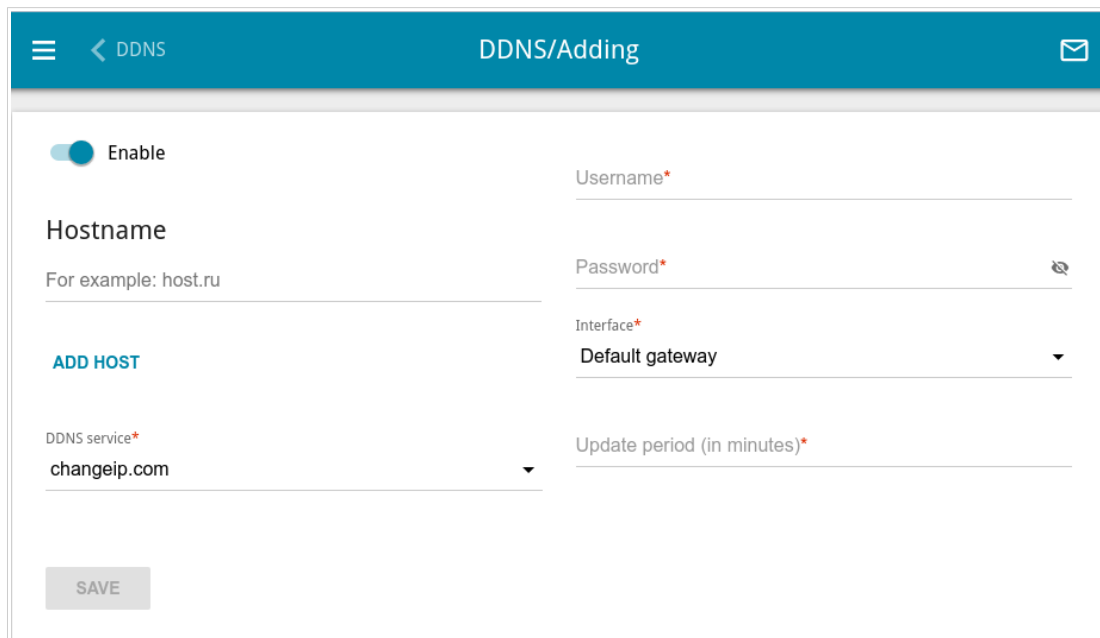 DDNS
DDNS/Adding
Enable
Hostname
For example: host.ru
ADD HOST
DDNS service*
changeip.com
SAVE
Username*
Password*
Interface*
Default gateway
Update period (in minutes)*